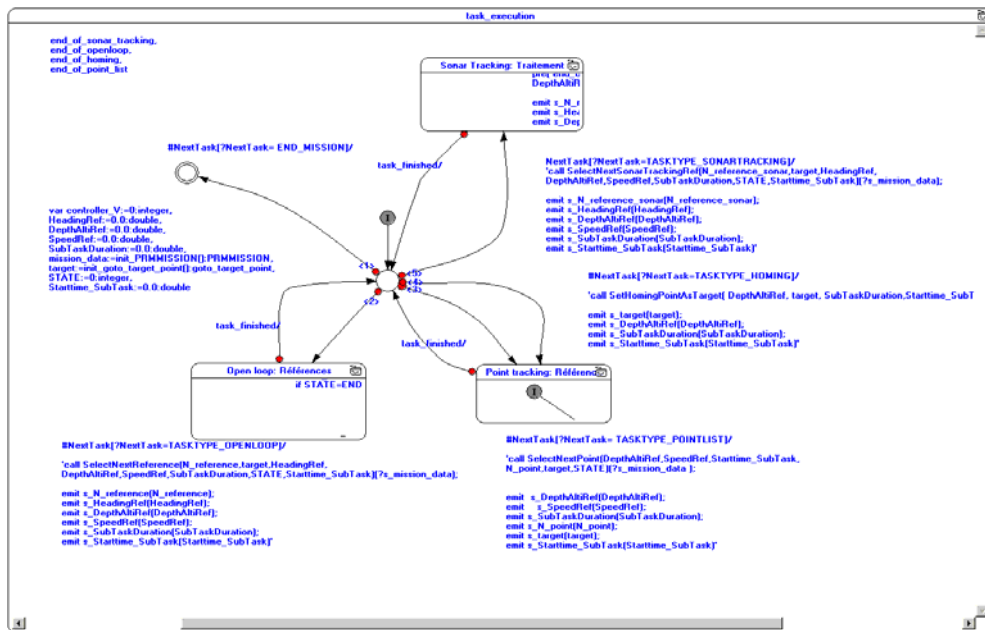 task_execution
end_of_sonar_tracking,
end_of_openloop,
end_of_homing,
end_of_point_list
Sonar Tracking: Traitement
DepthAltiR
emit s_N_r
emit s_Hea
emit s_Dep
#NextTask[?NextTask= END_MISSION]/
task_finished/
NextTask[?NextTask=TASKTYPE_SONARTRACKING]/
'call SelectNextSonarTrackingRef(N_reference_sonar,target,HeadingRef,
DepthAltiRef,SpeedRef,SubTaskDuration,STATE,Starttime_SubTask)(?s_mission_data);
emit s_N_reference_sonar(N_reference_sonar);
emit s_HeadingRef(HeadingRef);
emit s_DepthAltiRef(DepthAltiRef);
emit s_SpeedRef(SpeedRef);
emit s_SubTaskDuration(SubTaskDuration);
emit s_Starttime_SubTask(Starttime_SubTask)'
I
var controller_V:=0:integer,
HeadingRef:=0.0:double,
DepthAltiRef:=0.0:double,
SpeedRef:=0.0:double,
SubTaskDuration:=0.0:double,
mission_data:=init_PRMMISSION():PRMMISSION,
target:=init_goto_target_point():goto_target_point,
STATE:=0:integer,
Starttime_SubTask:=0.0:double
<1>
<5>
<4>
<3>
<2>
#NextTask[?NextTask=TASKTYPE_HOMING]/
'call SetHomingPointAsTarget( DepthAltiRef, target, SubTaskDuration,Starttime_SubT
emit s_target(target);
emit s_DepthAltiRef(DepthAltiRef);
emit s_SubTaskDuration(SubTaskDuration);
emit s_Starttime_SubTask(Starttime_SubTask)'
task_finished/
task_finished/
Open loop: Références
if STATE=END
Point tracking: Référenc
I
#NextTask[?NextTask=TASKTYPE_OPENLOOP]/
'call SelectNextReference(N_reference,target,HeadingRef,
DepthAltiRef,SpeedRef,SubTaskDuration,STATE,Starttime_SubTask)(?s_mission_data);
emit s_N_reference(N_reference);
emit s_HeadingRef(HeadingRef);
emit s_DepthAltiRef(DepthAltiRef);
emit s_SpeedRef(SpeedRef);
emit s_SubTaskDuration(SubTaskDuration);
emit s_Starttime_SubTask(Starttime_SubTask)'
#NextTask[?NextTask= TASKTYPE_POINTLIST]/
'call SelectNextPoint(DepthAltiRef,SpeedRef,Starttime_SubTask,
N_point,target,STATE)(?s_mission_data );
emit s_DepthAltiRef(DepthAltiRef);
emit s_SpeedRef(SpeedRef);
emit s_SubTaskDuration(SubTaskDuration);
emit s_N_point(N_point);
emit s_target(target);
emit s_Starttime_SubTask(Starttime_SubTask)'